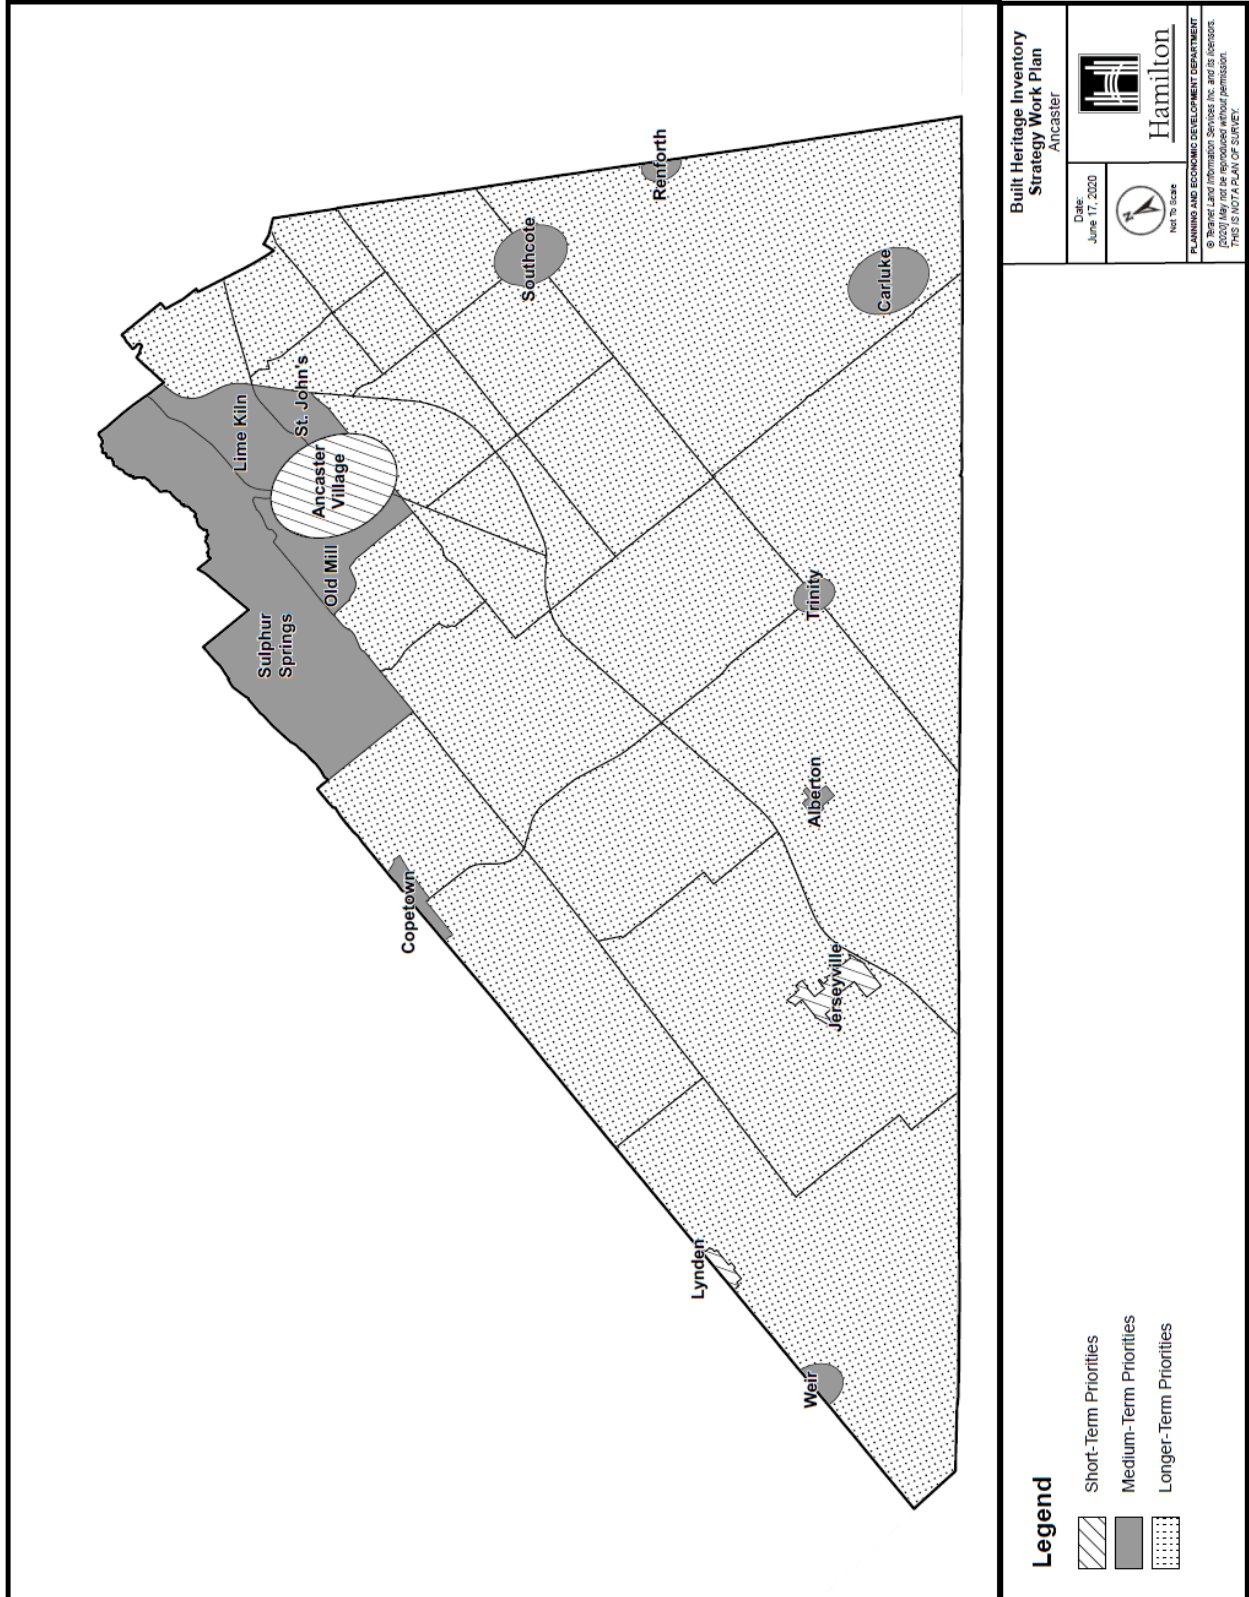 Lynden
Weir
Copetown
Jerseyville
Alberton
Sulphur
Springs
Old Mill
Ancaster
Village
Lime Kiln
St. John's
Trinity
Southcote
Carluke
Renforth
Legend
Short-Term Priorities
Medium-Term Priorities
Longer-Term Priorities
Built Heritage Inventory
Strategy Work Plan
Ancaster
Date:
June 17, 2020
N
Not To Scale
Hamilton
PLANNING AND ECONOMIC DEVELOPMENT DEPARTMENT
© Teranet Land Information Services Inc. and its licensors.
[2020] May not be reproduced without permission.
THIS IS NOT A PLAN OF SURVEY.